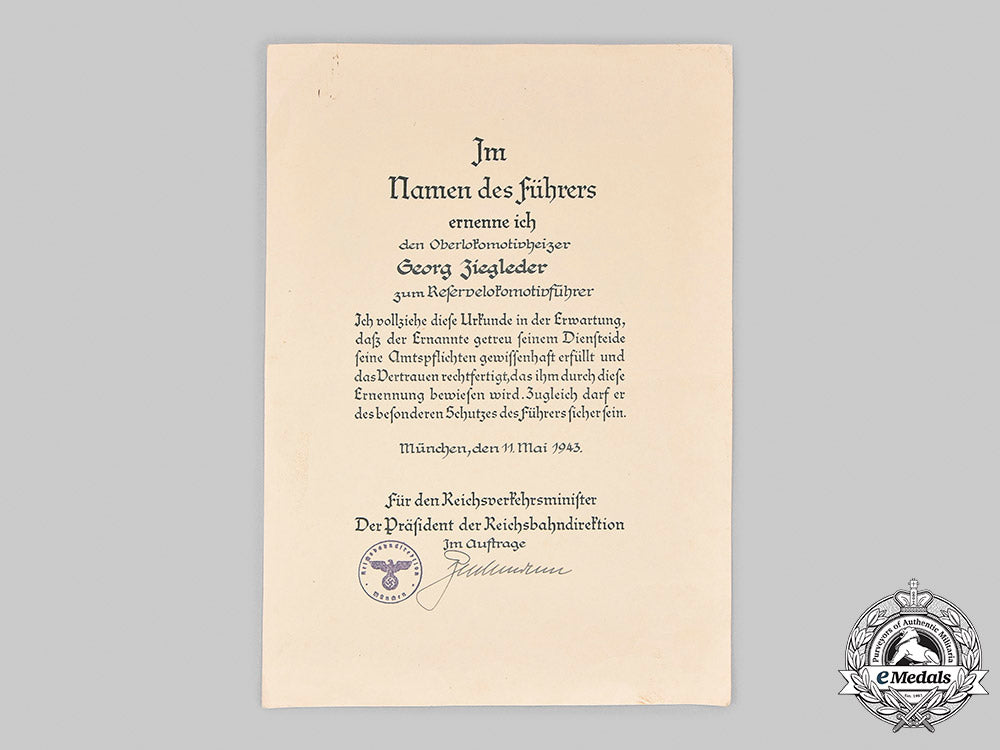 Im
Namen des Führers
ernenne ich
den Oberlokomotivheizer
Georg Ziegleder
zum Reservelokomotivführer
Ich vollziehe diese Urkunde in der Erwartung,
daß der Ernannte getreu seinem Diensteide
seine Amtspflichten gewissenhaft erfüllt und
das Vertrauen rechtfertigt, das ihm durch diese
Ernennung bewiesen wird. Zugleich darf er
des besonderen Schutzes des Führers sicher sein.
München, den 11. Mai 1943.
Für den Reichsverkehrsminister
Der Präsident der Reichsbahndirektion
Im Auftrage
Reichsbahndirektion
München
Purveyors of Authentic Militaria
eMedals